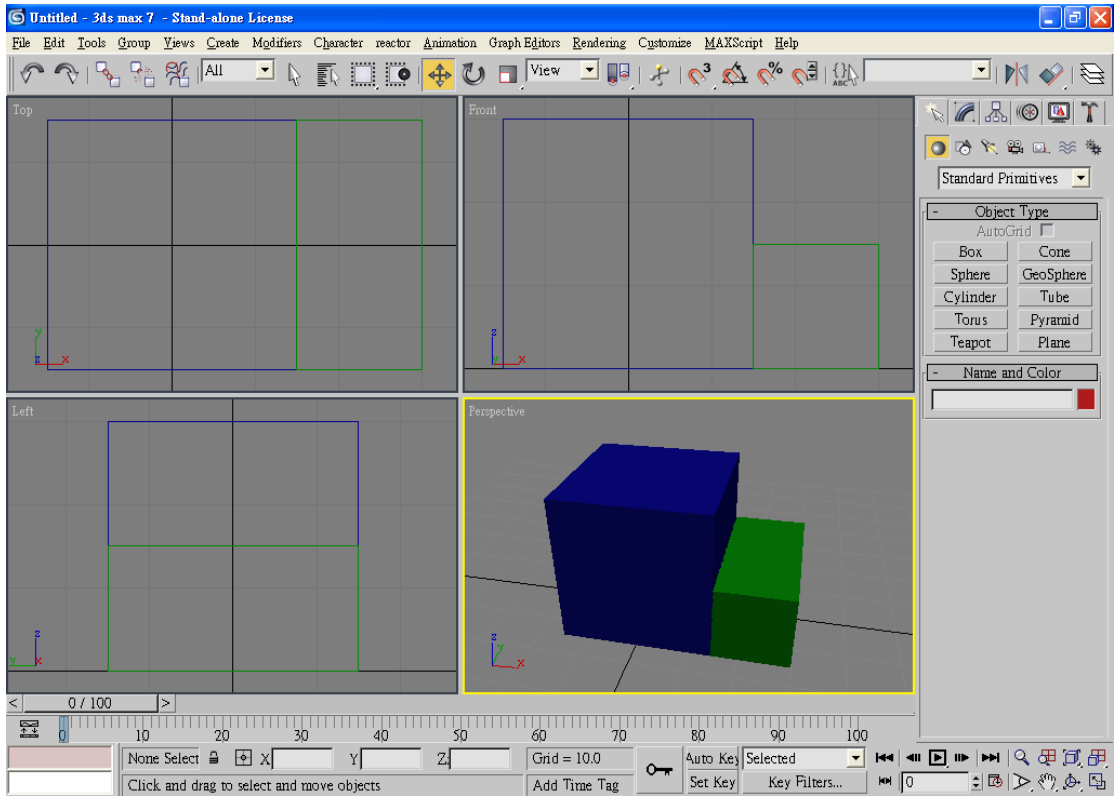 Untitled - 3ds max 7 - Stand-alone License
File Edit Tools Group Views Create Modifiers Character reactor Animation Graph Editors Rendering Customize MAXScript Help
All View 3 % {} ABC
Top
Front
Standard Primitives
- Object Type
AutoGrid
Box Cone
Sphere GeoSphere
Cylinder Tube
Torus Pyramid
Teapot Plane
- Name and Color
y z x
z y x
Left
Perspective
z y x
z y x
< 0 / 100 >
0 10 20 30 40 50 60 70 80 90 100
None Select X Y Z: Grid = 10.0 Auto Key Selected
Click and drag to select and move objects Add Time Tag Set Key Key Filters... 0